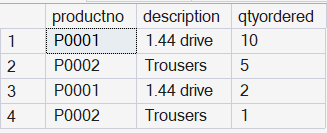 productno description qtyordered
1 P0001 1.44 drive 10
2 P0002 Trousers 5
3 P0001 1.44 drive 2
4 P0002 Trousers 1